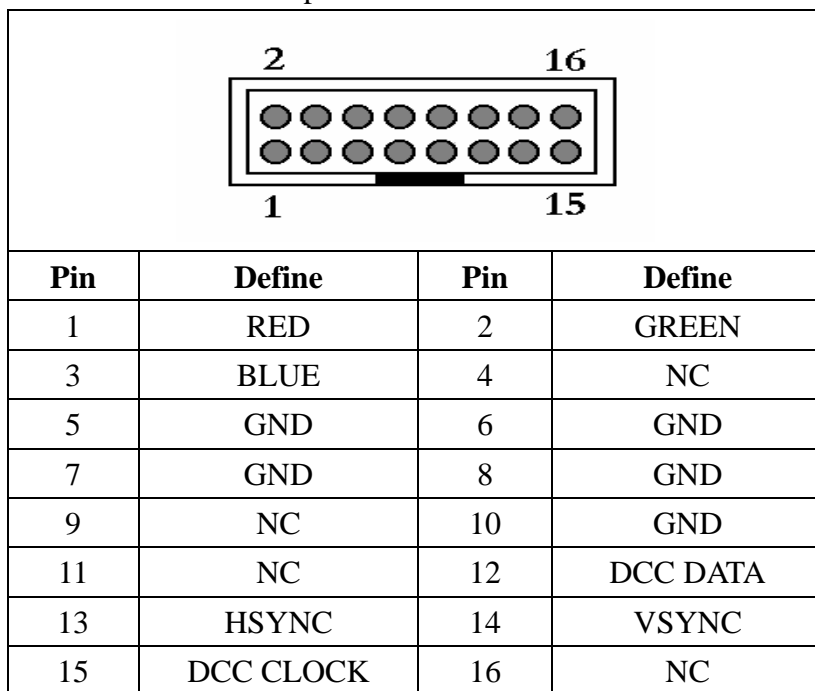 2 16
1 15
Pin Define Pin Define
1 RED 2 GREEN
3 BLUE 4 NC
5 GND 6 GND
7 GND 8 GND
9 NC 10 GND
11 NC 12 DCC DATA
13 HSYNC 14 VSYNC
15 DCC CLOCK 16 NC